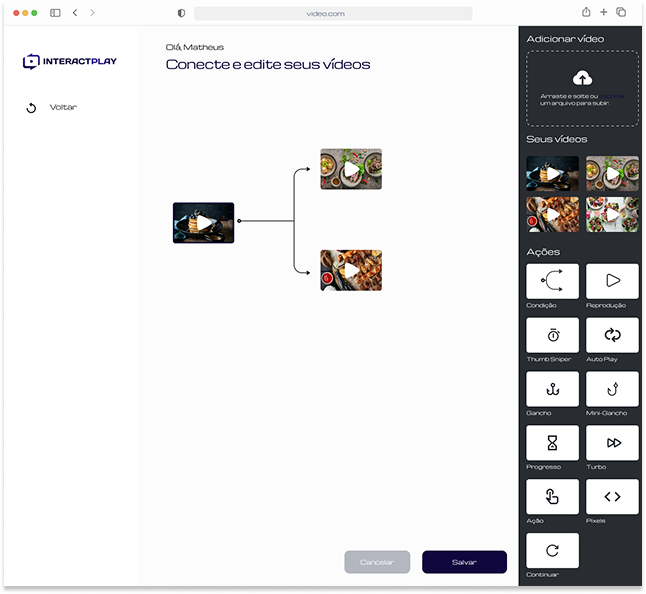 video.com
INTERACTPLAY
Voltar
Olá, Matheus
Conecte e edite seus vídeos
Cancelar
Salvar
Adicionar vídeo
Arraste e solte ou
um arquivo para subir.
Seus vídeos
Ações
Condição
Reprodução
Thumb Sniper
Auto Play
Gancho
Mini-Gancho
Progresso
Turbo
Ação
Pixels
Continuar